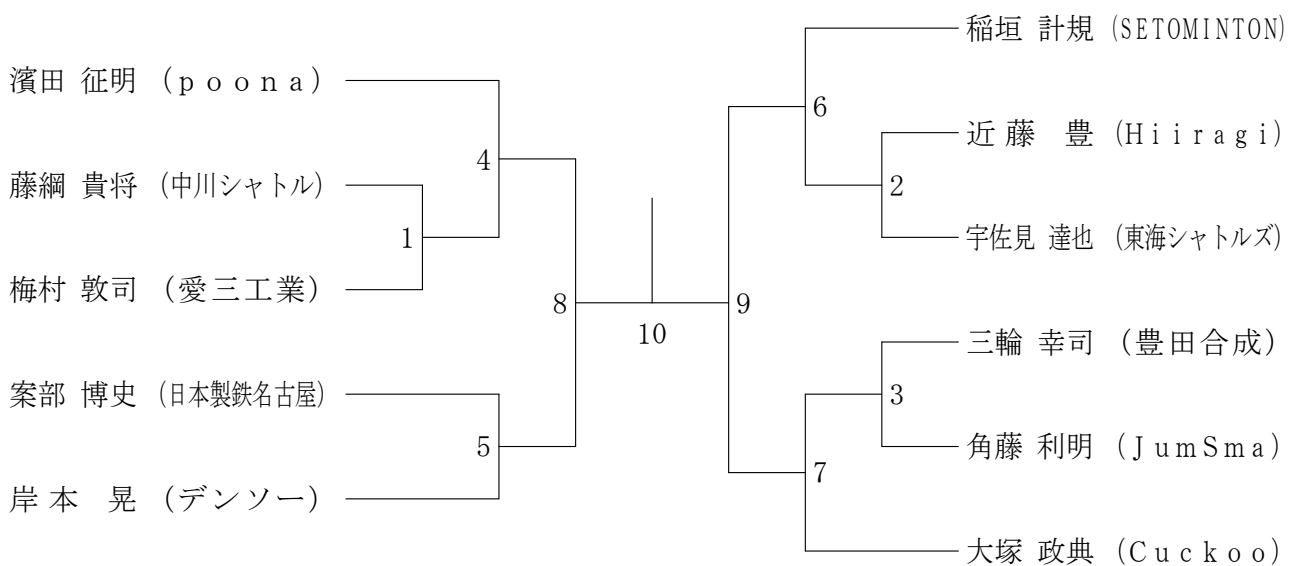 濱田 征明 (poona)
藤綱 貴将 (中川シャトル)
梅村 敦司 (愛三工業)
案部 博史 (日本製鉄名古屋)
岸本 晃 (デンソー)
4
1
8
5
10
稲垣 計規 (SETOMINTON)
近藤 豊 (Hiiragi)
宇佐見 達也 (東海シャトルズ)
三輪 幸司 (豊田合成)
角藤 利明 (JumSma)
大塚 政典 (Cuckoo)
6
2
9
3
7